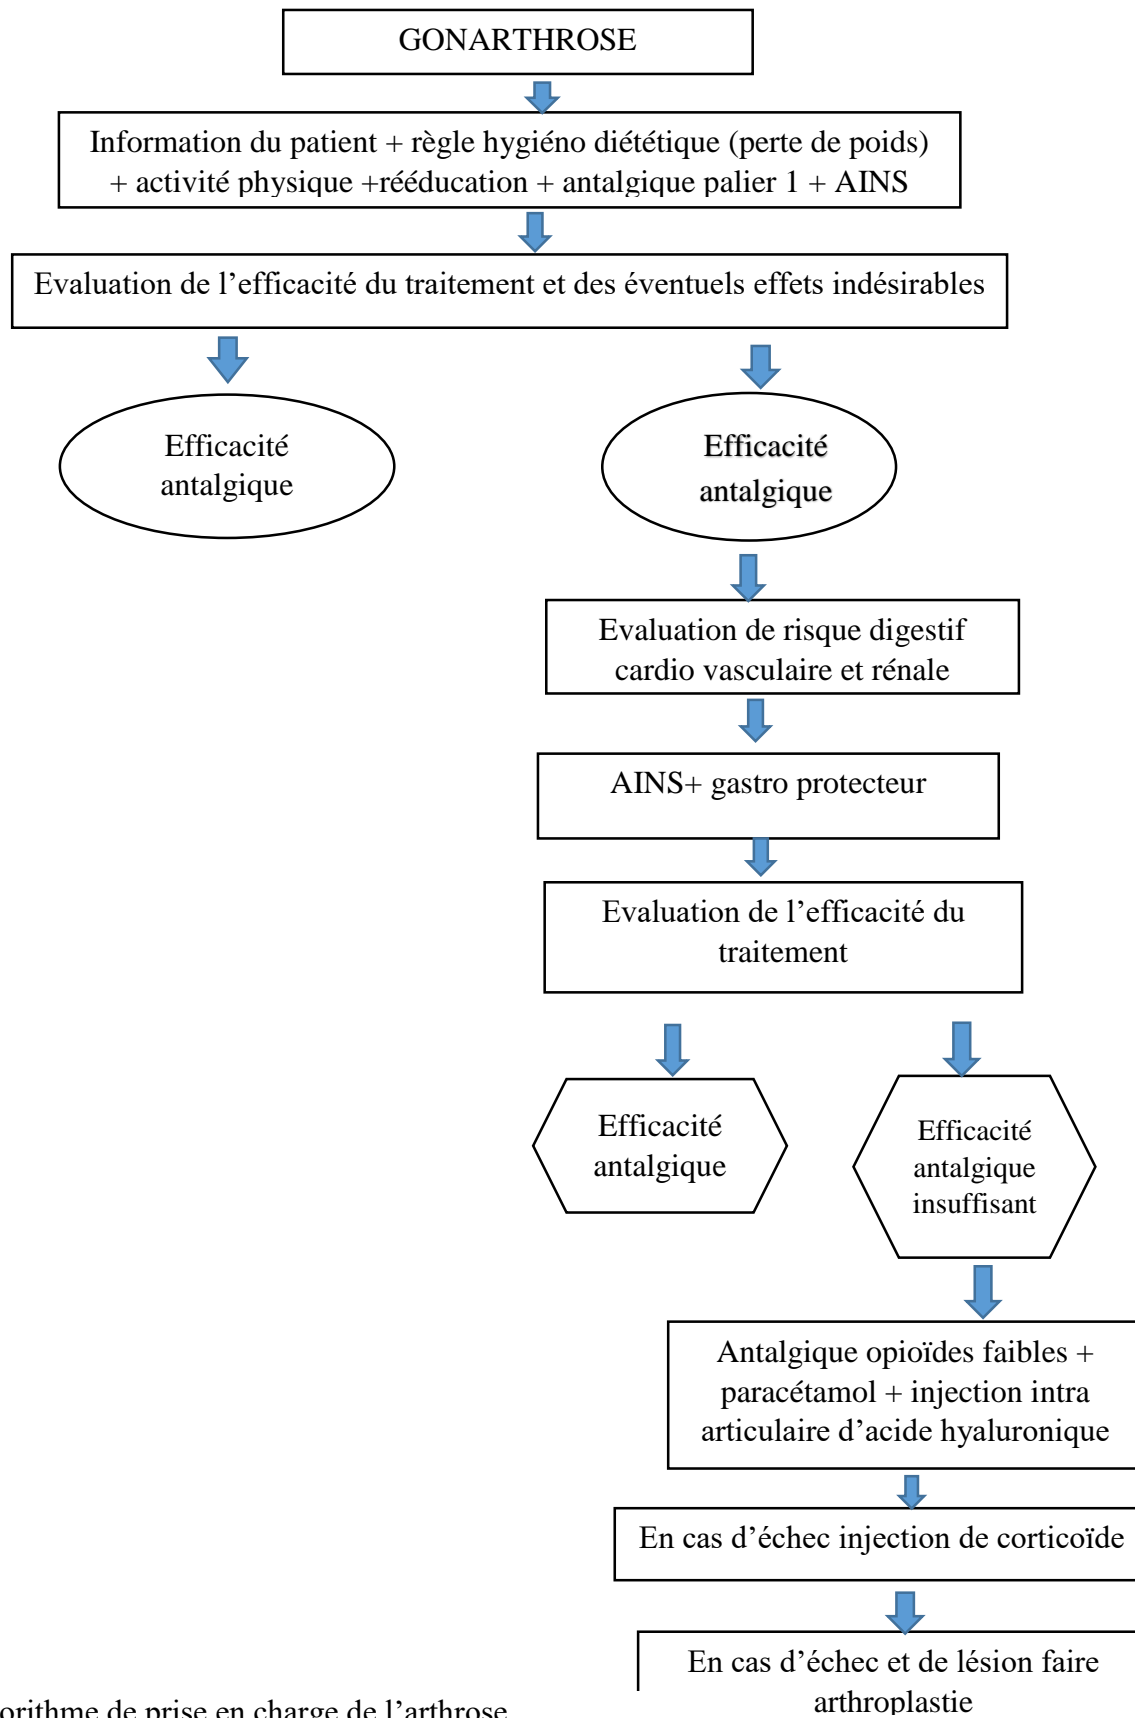 GONARTHROSE
Information du patient + règle hygiéno diététique (perte de poids)
+ activité physique +rééducation + antalgique palier 1 + AINS
Evaluation de l’efficacité du traitement et des éventuels effets indésirables
Efficacité
antalgique
Efficacité
antalgique
Evaluation de risque digestif
cardio vasculaire et rénale
AINS+ gastro protecteur
Evaluation de l’efficacité du
traitement
Efficacité
antalgique
Efficacité
antalgique
insuffisant
Antalgique opioïdes faibles +
paracétamol + injection intra
articulaire d’acide hyaluronique
En cas d’échec injection de corticoïde
En cas d’échec et de lésion faire
arthroplastie
orithme de prise en charge de l’arthrose